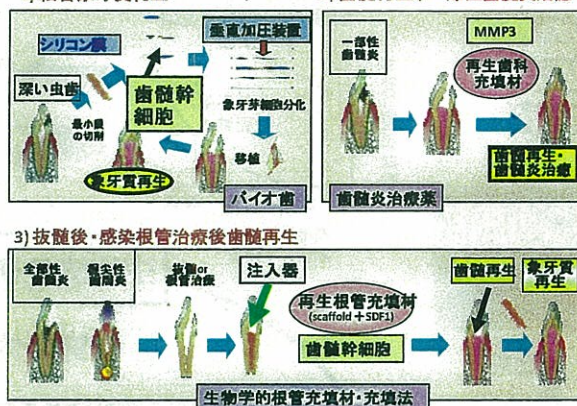 シリコン膜
垂直加圧装置
深い虫歯
歯髄幹
細胞
象牙芽細胞分化
最小限
の切削
移植
象牙質再生
バイオ歯
一部性
歯髄炎
MMP3
再生歯科
充填材
歯髄再生・
歯髄炎治癒
歯髄炎治療薬
3) 抜髄後・感染根管治療後歯髄再生
全部性
歯髄炎
根尖性
歯周炎
抜髄or
根管治療
注入器
再生根管充填材
(scaffold＋SDF1)
歯髄幹細胞
歯髄再生
象牙質
再生
生物学的根管充填材・充填法